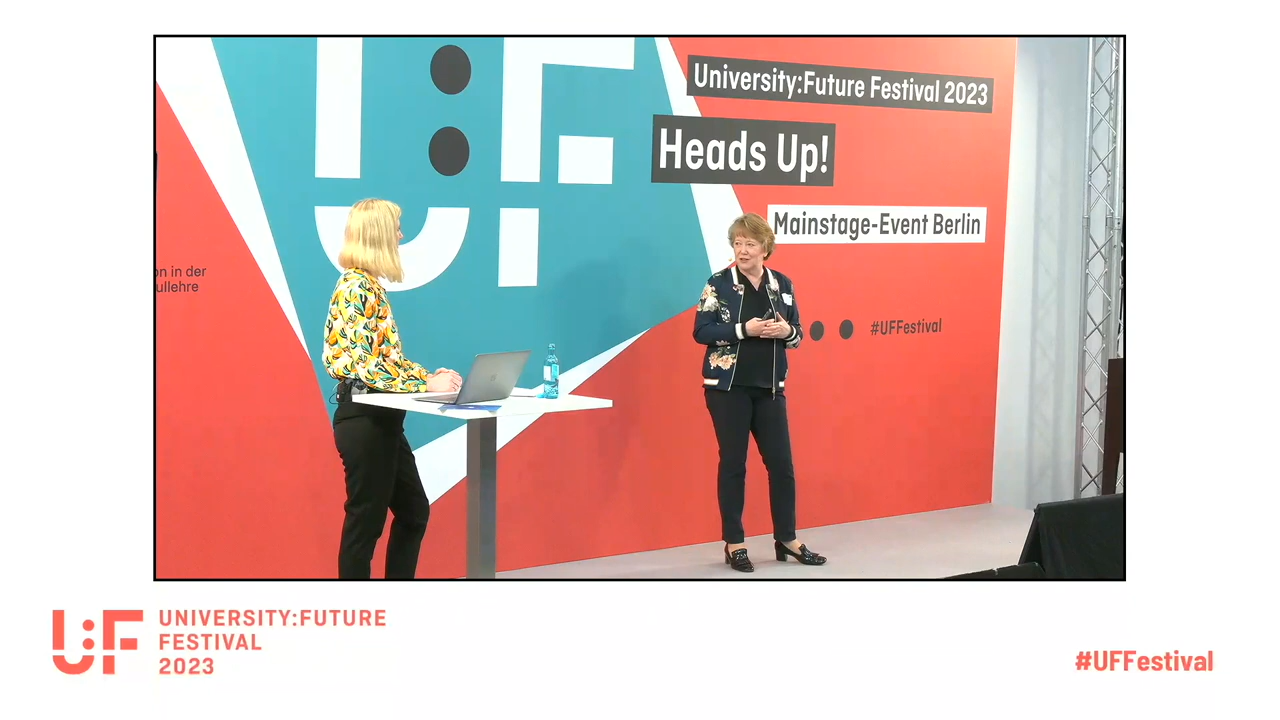 U:F
University:Future Festival 2023
Heads Up!
Mainstage-Event Berlin
on in der
ullehre
#UFFestival
U:F
UNIVERSITY:FUTURE
FESTIVAL
2023
#UFFestival